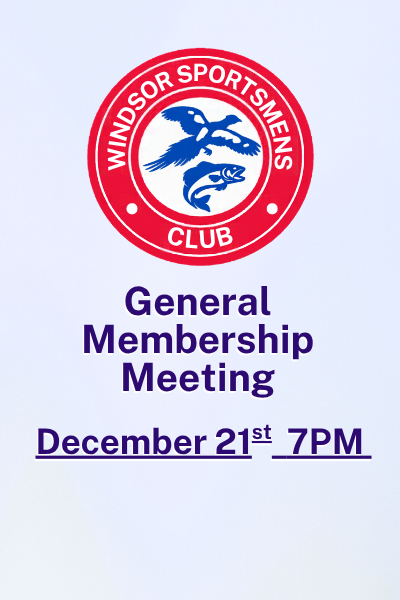 WINDSOR SPORTSMENS
CLUB
General
Membership
Meeting
December 21st 7PM